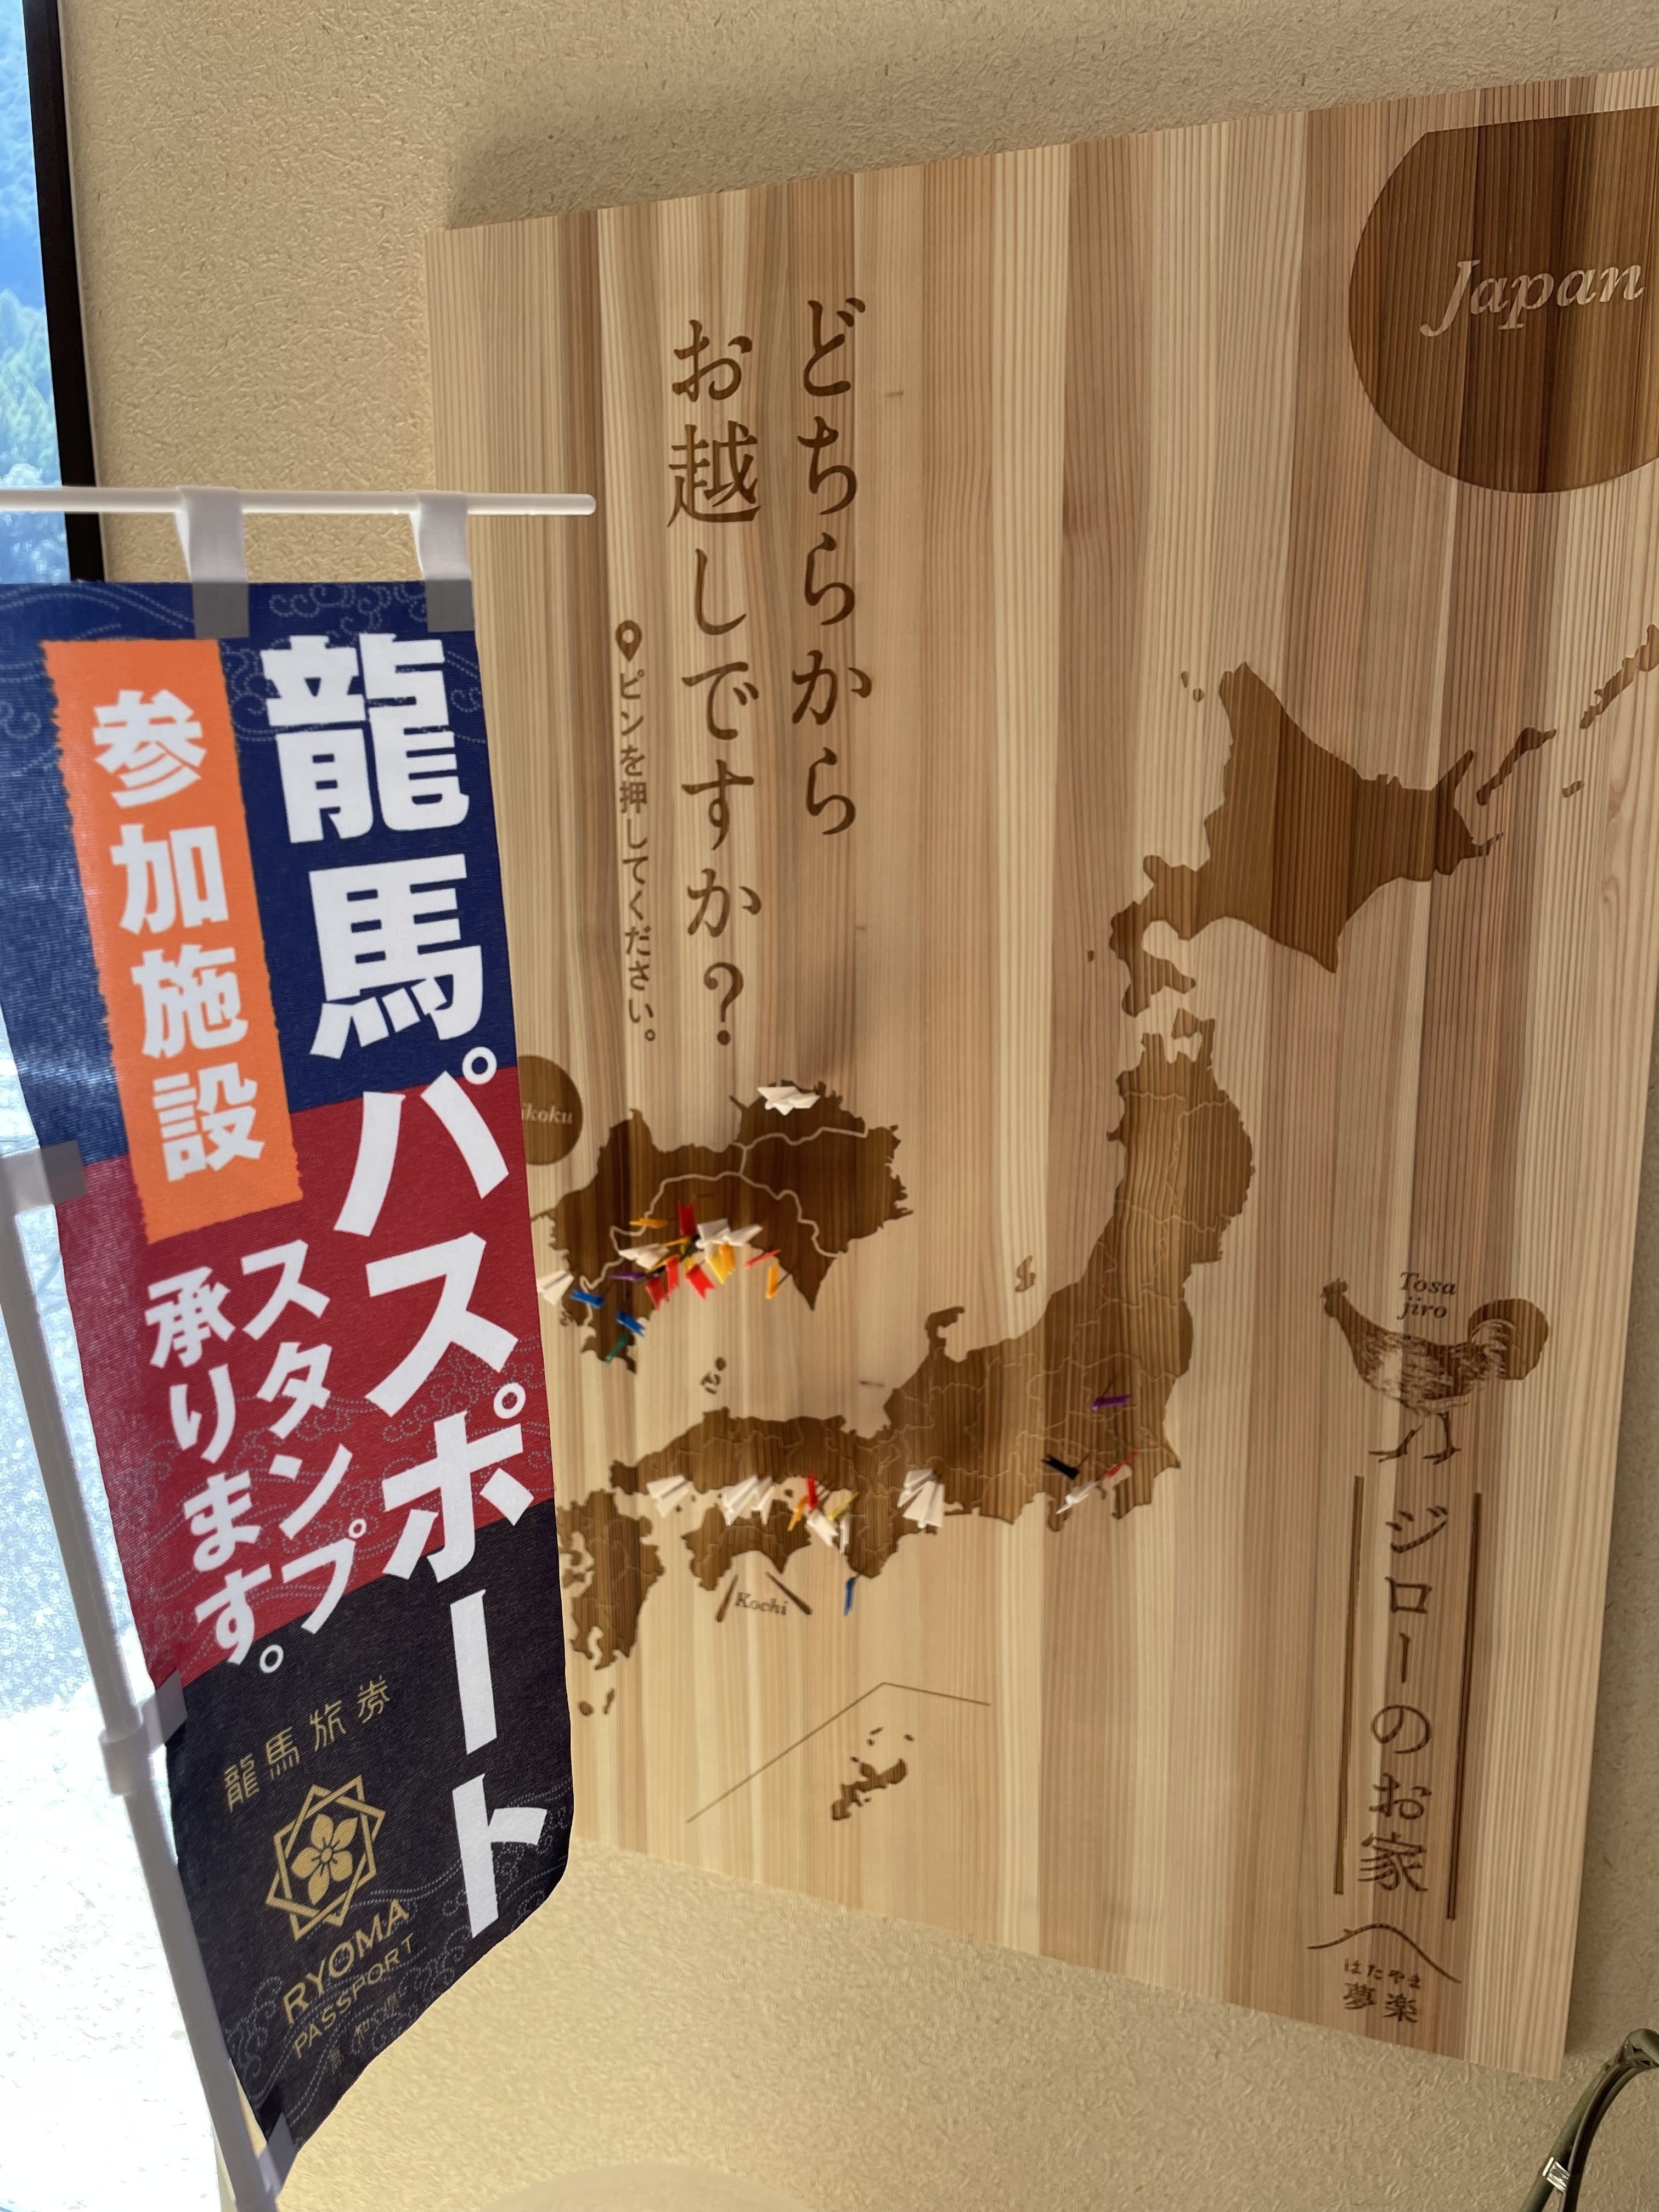 Japan
どちらから
お越しですか?
ピンを押してください。
Tosa
jiro
ジローのお家
はたやま
夢楽
Kochi
龍馬パスポート
参加施設
スタンプ
承ります。
龍馬旅券
RYOMA
PASSPORT